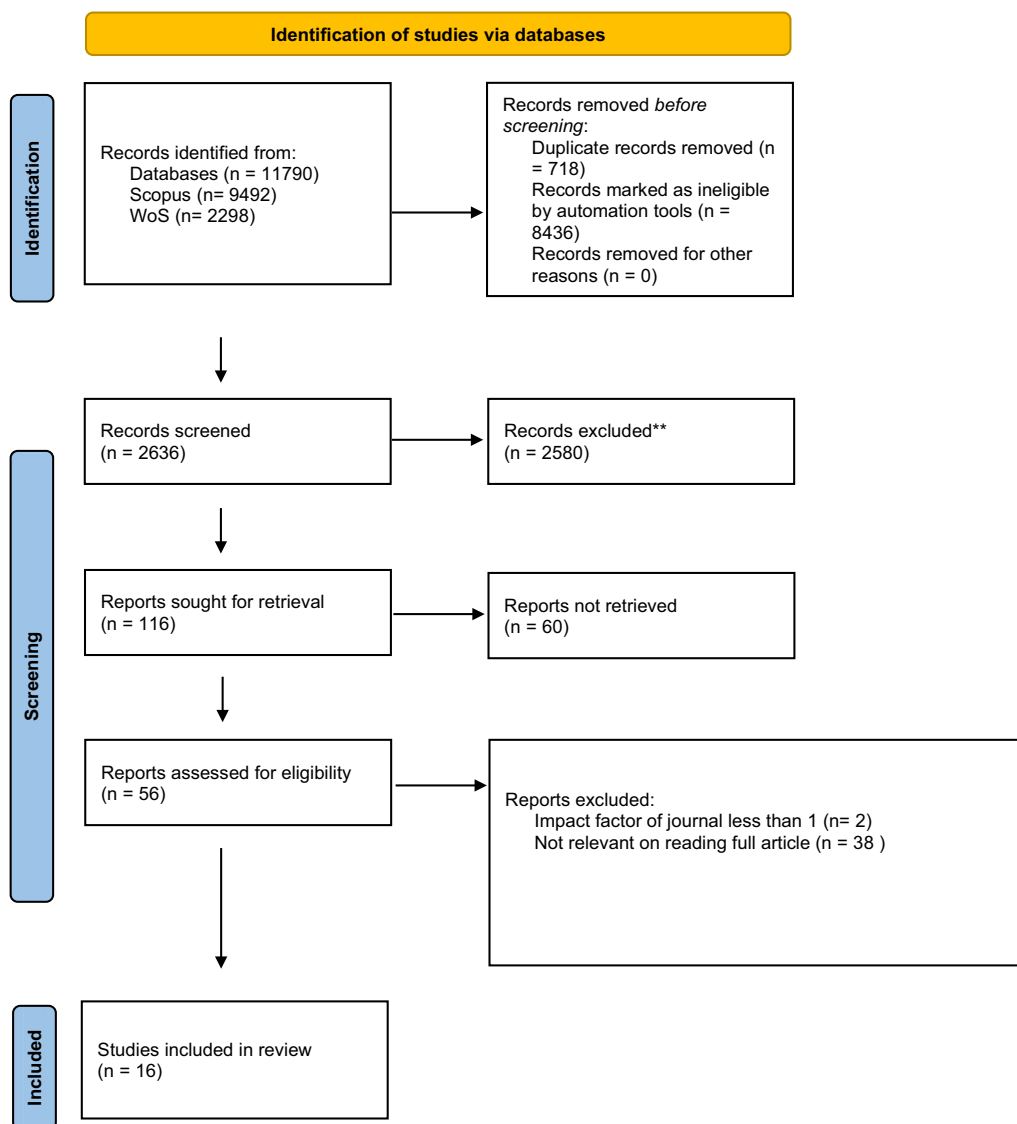 Identification of studies via databases
Identification
Records identified from:
Databases (n = 11790)
Scopus (n= 9492)
WoS (n= 2298)
Records removed before
screening:
Duplicate records removed (n
= 718)
Records marked as ineligible
by automation tools (n =
8436)
Records removed for other
reasons (n = 0)
Screening
Records screened
(n = 2636)
Records excluded**
(n = 2580)
Reports sought for retrieval
(n = 116)
Reports not retrieved
(n = 60)
Reports assessed for eligibility
(n = 56)
Reports excluded:
Impact factor of journal less than 1 (n= 2)
Not relevant on reading full article (n = 38 )
Included
Studies included in review
(n = 16)